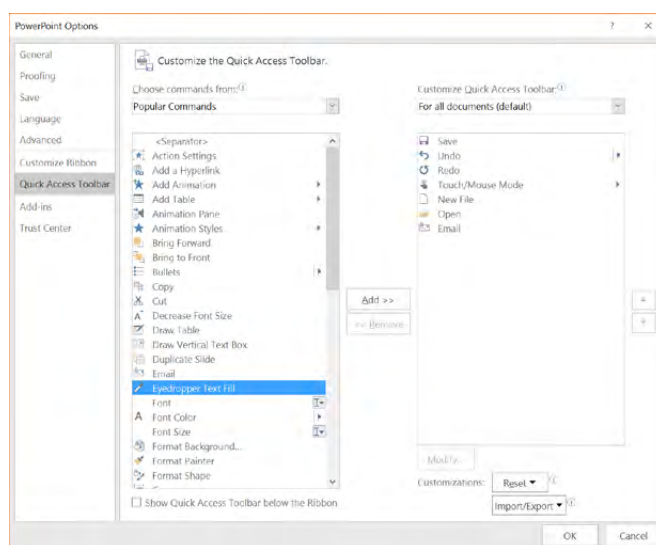 PowerPoint Options
General
Proofing
Save
Language
Advanced
Customize Ribbon
Quick Access Toolbar
Add-ins
Trust Center
Customize the Quick Access Toolbar.
Choose commands from:
Popular Commands
<Separator>
Action Settings
Add a Hyperlink
Add Animation
Add Table
Animation Pane
Animation Styles
Bring Forward
Bring to Front
Bullets
Copy
Cut
Decrease Font Size
Draw Table
Draw Vertical Text Box
Duplicate Slide
Email
Eyedropper Text Fill
Font
Font Color
Font Size
Format Background...
Format Painter
Format Shape
Show Quick Access Toolbar below the Ribbon
Add >>
<< Remove
Customize Quick Access Toolbar:
For all documents (default)
Save
Undo
Redo
Touch/Mouse Mode
New File
Open
Email
Modify...
Customizations:
Reset
Import/Export
OK
Cancel